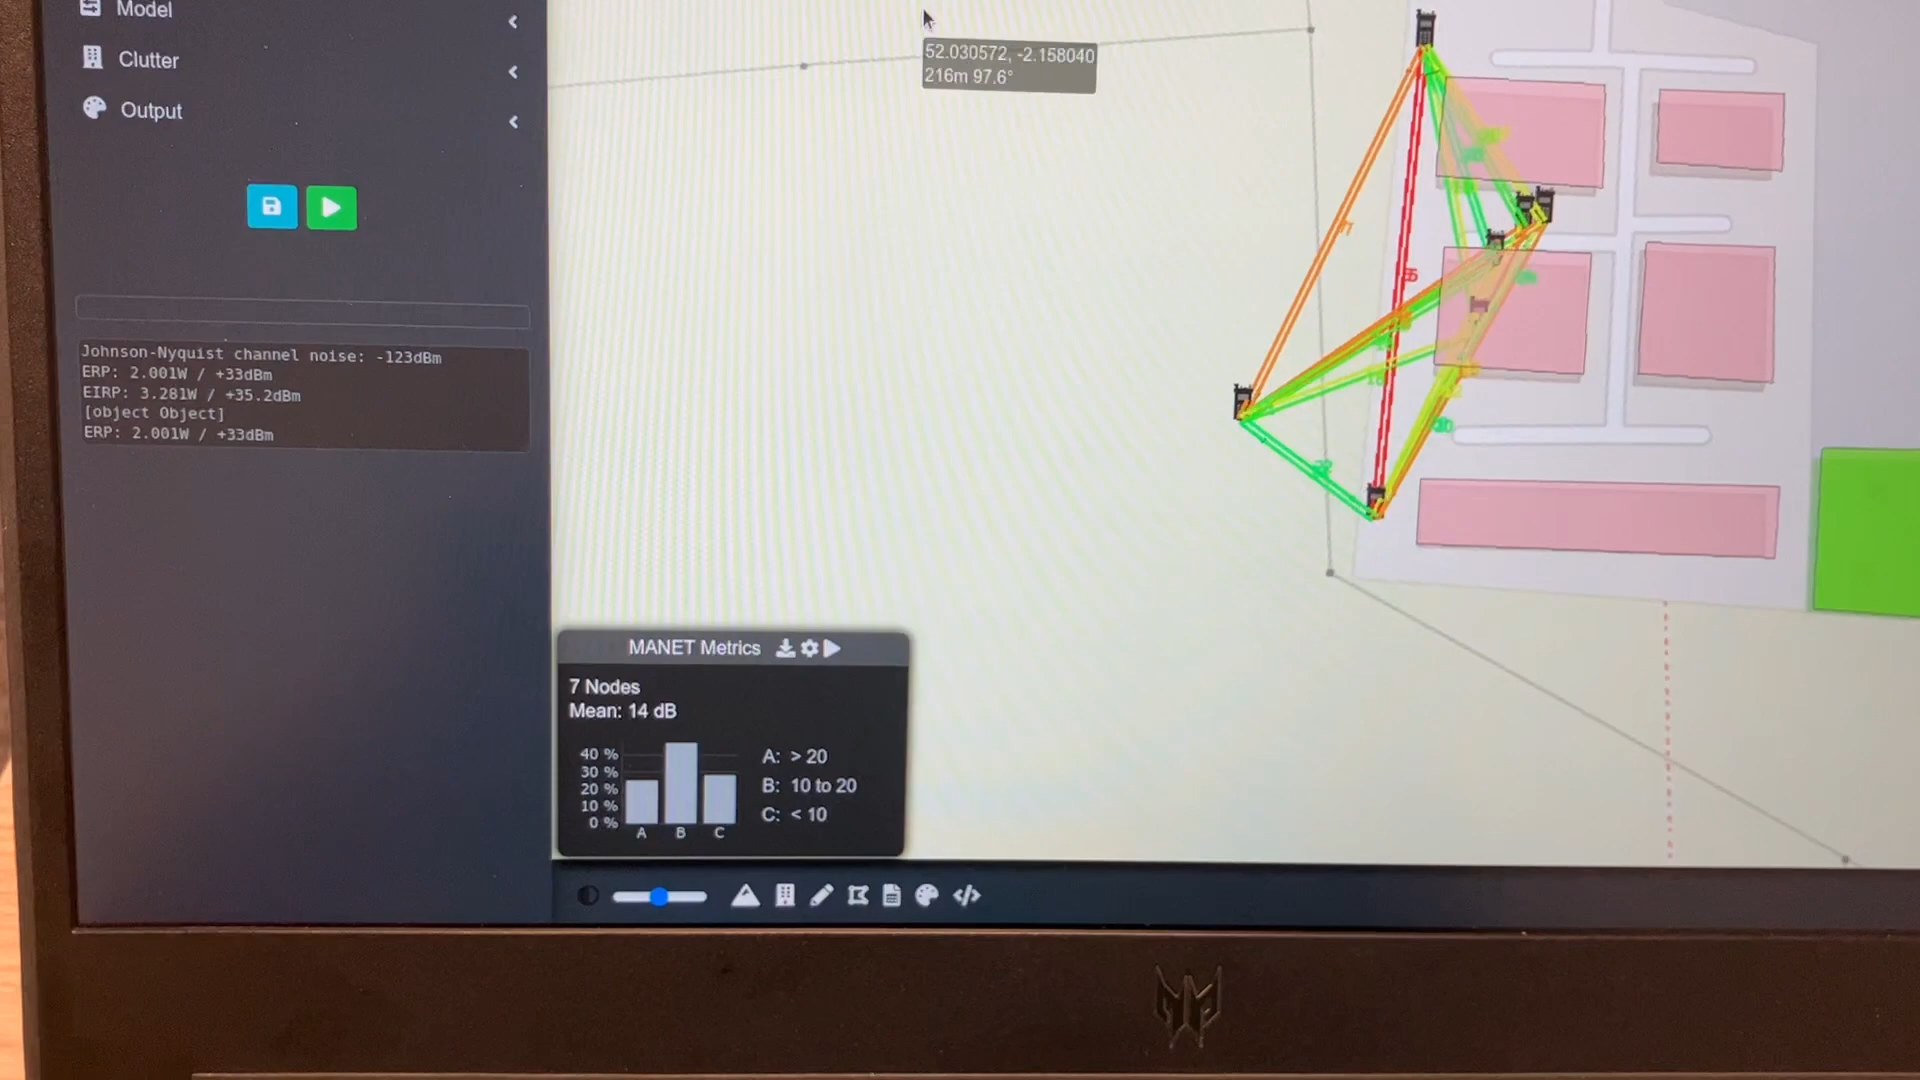 Model
Clutter
Output
52.030572, -2.158040
216m 97.6°
Johnson-Nyquist channel noise: -123dBm
ERP: 2.001W / +33dBm
EIRP: 3.281W / +35.2dBm
[object Object]
ERP: 2.001W / +33dBm
MANET Metrics
7 Nodes
Mean: 14 dB
40 %
30 %
20 %
10 %
0 %
A B C
A: > 20
B: 10 to 20
C: < 10